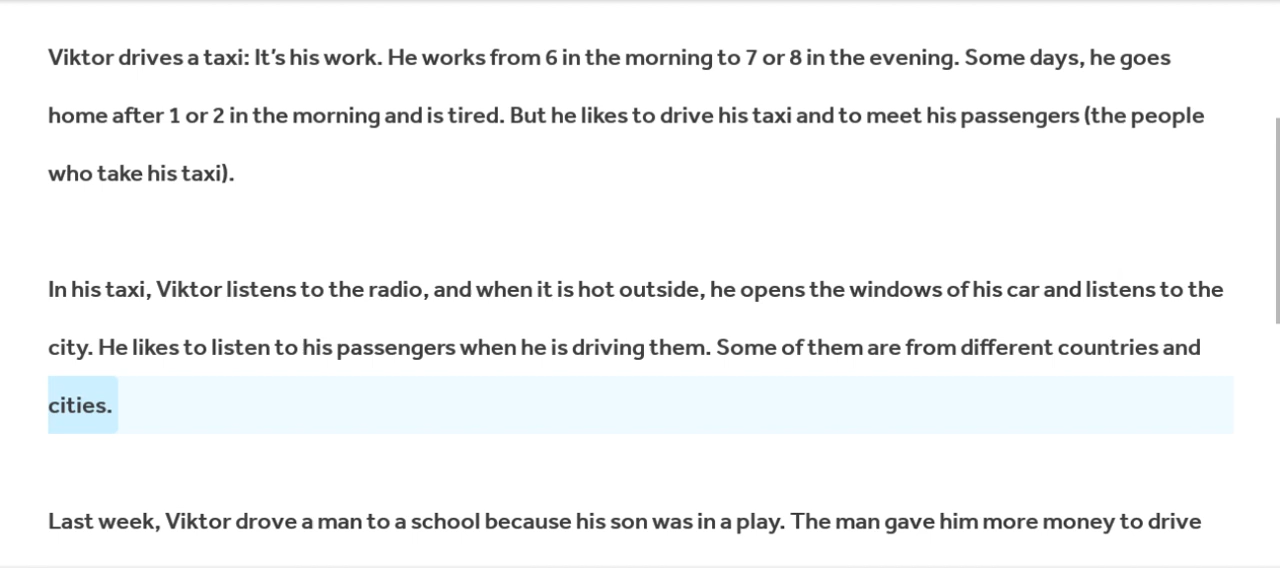 Viktor drives a taxi: It’s his work. He works from 6 in the morning to 7 or 8 in the evening. Some days, he goes
home after 1 or 2 in the morning and is tired. But he likes to drive his taxi and to meet his passengers (the people
who take his taxi).
In his taxi, Viktor listens to the radio, and when it is hot outside, he opens the windows of his car and listens to the
city. He likes to listen to his passengers when he is driving them. Some of them are from different countries and
cities.
Last week, Viktor drove a man to a school because his son was in a play. The man gave him more money to drive